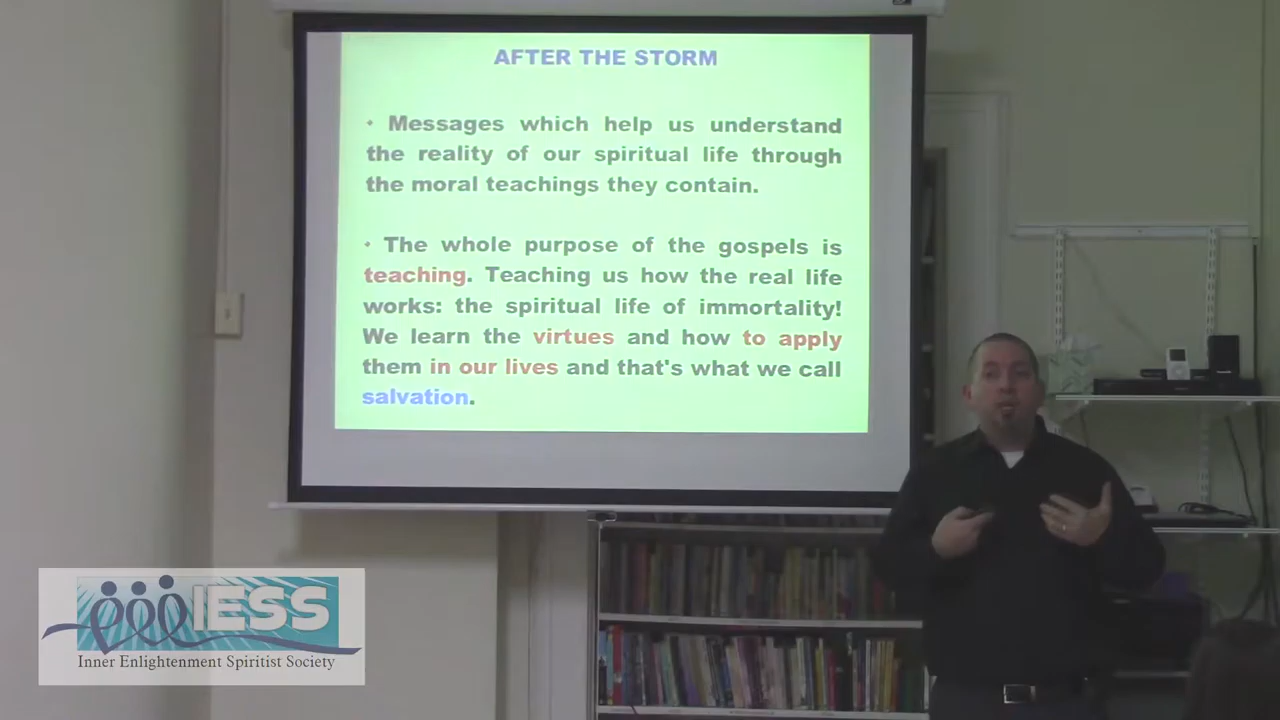 AFTER THE STORM
• Messages which help us understand
the reality of our spiritual life through
the moral teachings they contain.
• The whole purpose of the gospels is
teaching. Teaching us how the real life
works: the spiritual life of immortality!
We learn the virtues and how to apply
them in our lives and that's what we call
salvation.
IESS
Inner Enlightenment Spiritist Society